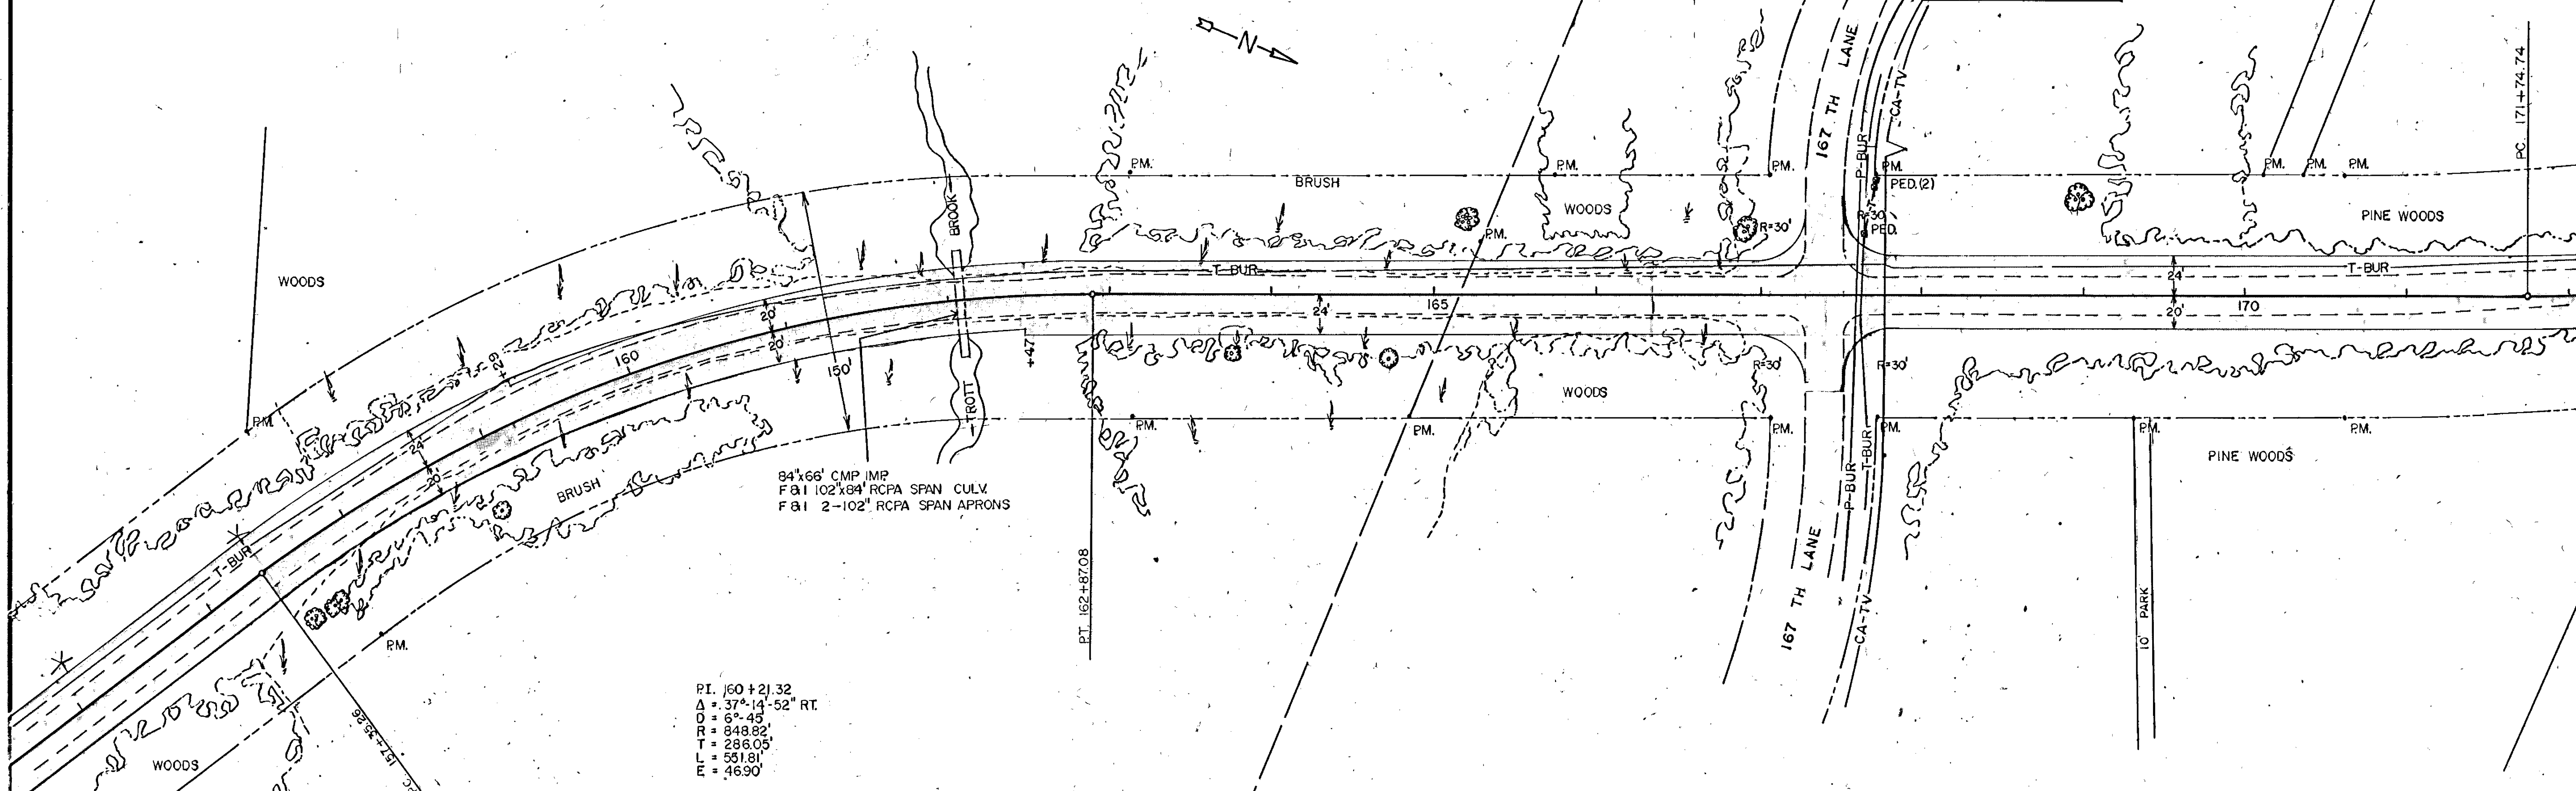 N
167 TH LANE
CA-TV
P-BUR
P.C. 171+74.74
P.M.
BRUSH
P.M.
P.M.
P.M.
PED.(2)
P.M.
P.M.
P.M.
WOODS
PINE WOODS
R=30'
R=30'
PED.
P.M.
BROOK
WOODS
T-BUR
T-BUR
24'
20'
24'
165
170
20'
20'
160
+29
150'
+47
TROTT
R=30'
R=30'
WOODS
P.M.
24'
20'
P.M.
P.M.
P.M.
P.M.
P.M.
P.M.
PINE WOODS
BRUSH
84"x66' CMP IMP.
F&I 102"x84' RCPA SPAN CULV.
F&I 2-102" RCPA SPAN APRONS
T-BUR
P-BUR
T-BUR
P.T. 162+87.08
167 TH LANE
CA-TV
10' PARK
P.M.
P.I. 160+21.32
Δ = 37°-14'-52" RT.
D = 6°-45'
R = 848.82'
T = 286.05'
L = 551.81'
E = 46.90'
P.C. 157+35.26
WOODS